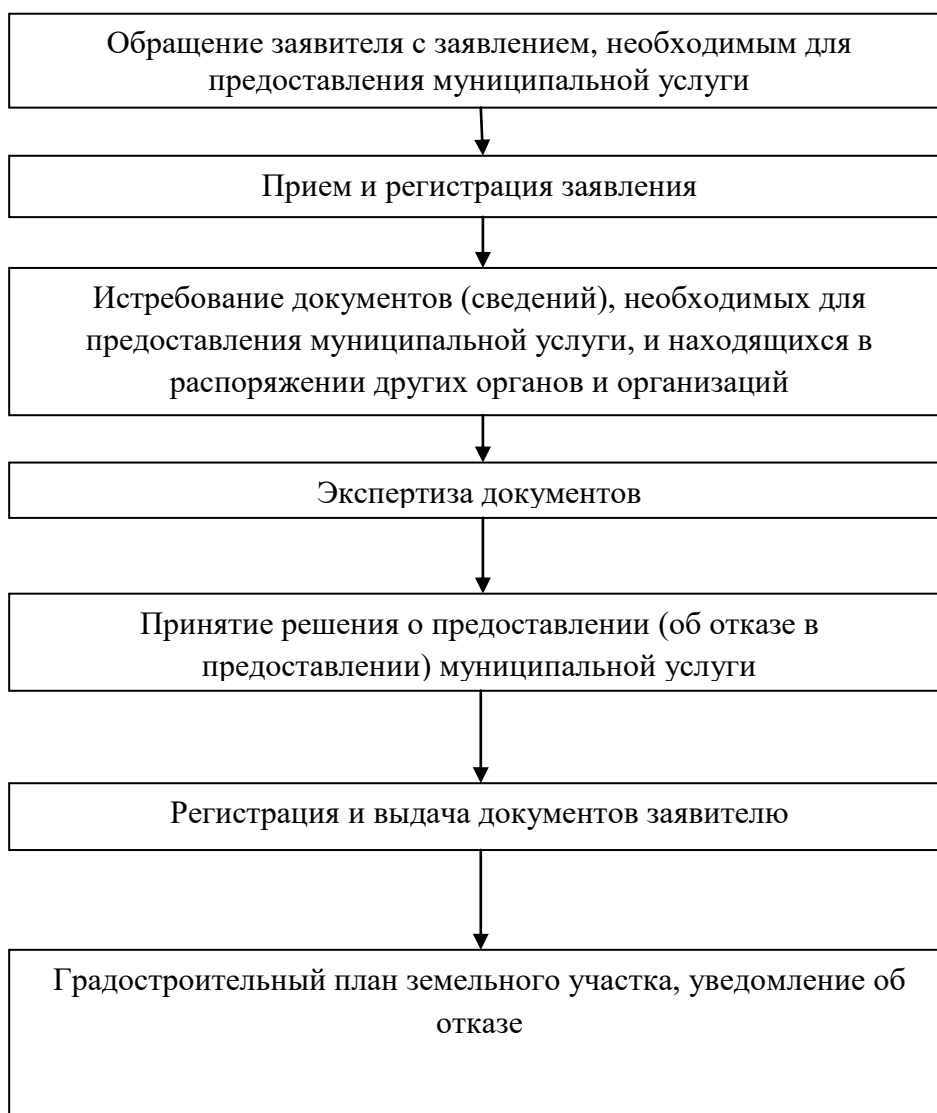 Обращение заявителя с заявлением, необходимым для
предоставления муниципальной услуги
Прием и регистрация заявления
Истребование документов (сведений), необходимых для
предоставления муниципальной услуги, и находящихся в
распоряжении других органов и организаций
Экспертиза документов
Принятие решения о предоставлении (об отказе в
предоставлении) муниципальной услуги
Регистрация и выдача документов заявителю
Градостроительный план земельного участка, уведомление об
отказе